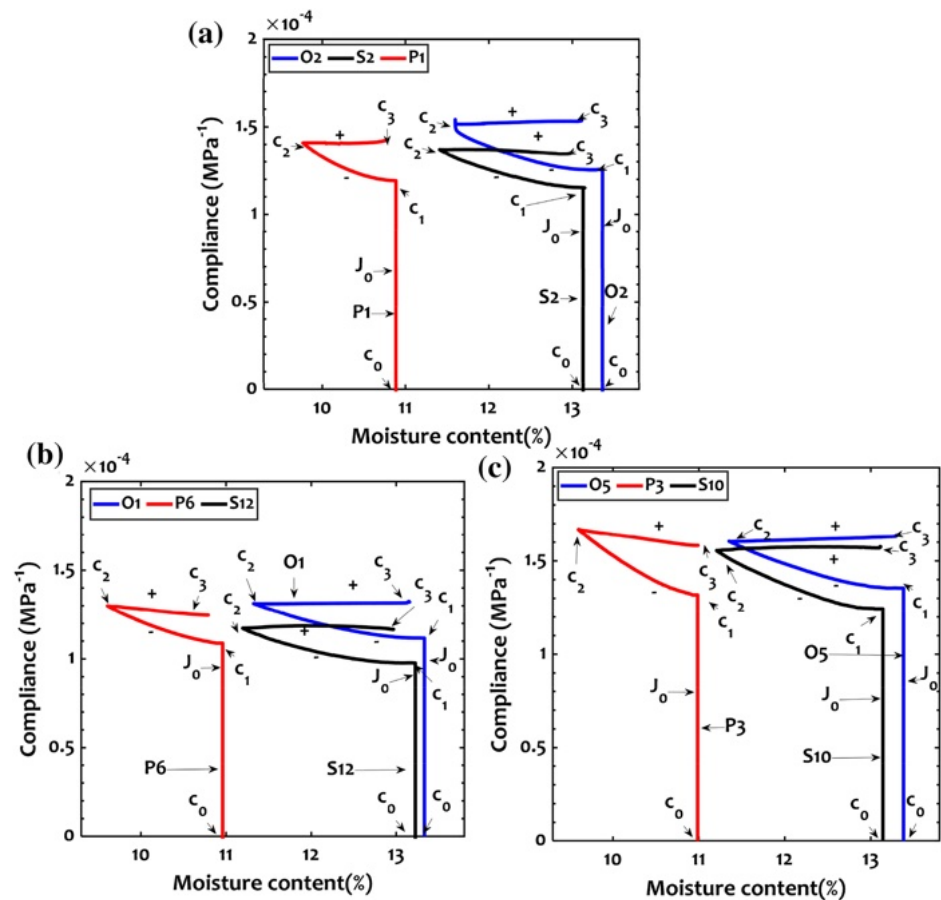 (a)
×10⁻⁴
2
O2 S2 P1
c₃
+
c₂
-
c₁
c₂
+
c₃
+
c₂
c₃
-
-
c₁
c₁
1.5
1
0.5
0
Compliance (MPa⁻¹)
J₀
P1
c₀
J₀
S2
c₀
J₀
O2
c₀
10 11 12 13
Moisture content(%)
(b)
×10⁻⁴
2
O1 P6 S12
1.5
1
0.5
0
Compliance (MPa⁻¹)
c₂
+
c₃
-
c₁
J₀
P6
c₀
c₂
O1
+
c₃
c₁
c₂
+
-
-
J₀
J₀
c₁
S12
c₀
c₀
10 11 12 13
Moisture content(%)
(c)
×10⁻⁴
2
O5 P3 S10
1.5
1
0.5
0
Compliance (MPa⁻¹)
+
c₂
c₃
-
c₁
J₀
P3
c₀
c₂
+
c₃
c₃
+
c₂
-
-
c₁
c₁
O5
J₀
J₀
S10
c₀
c₀
10 11 12 13
Moisture content(%)